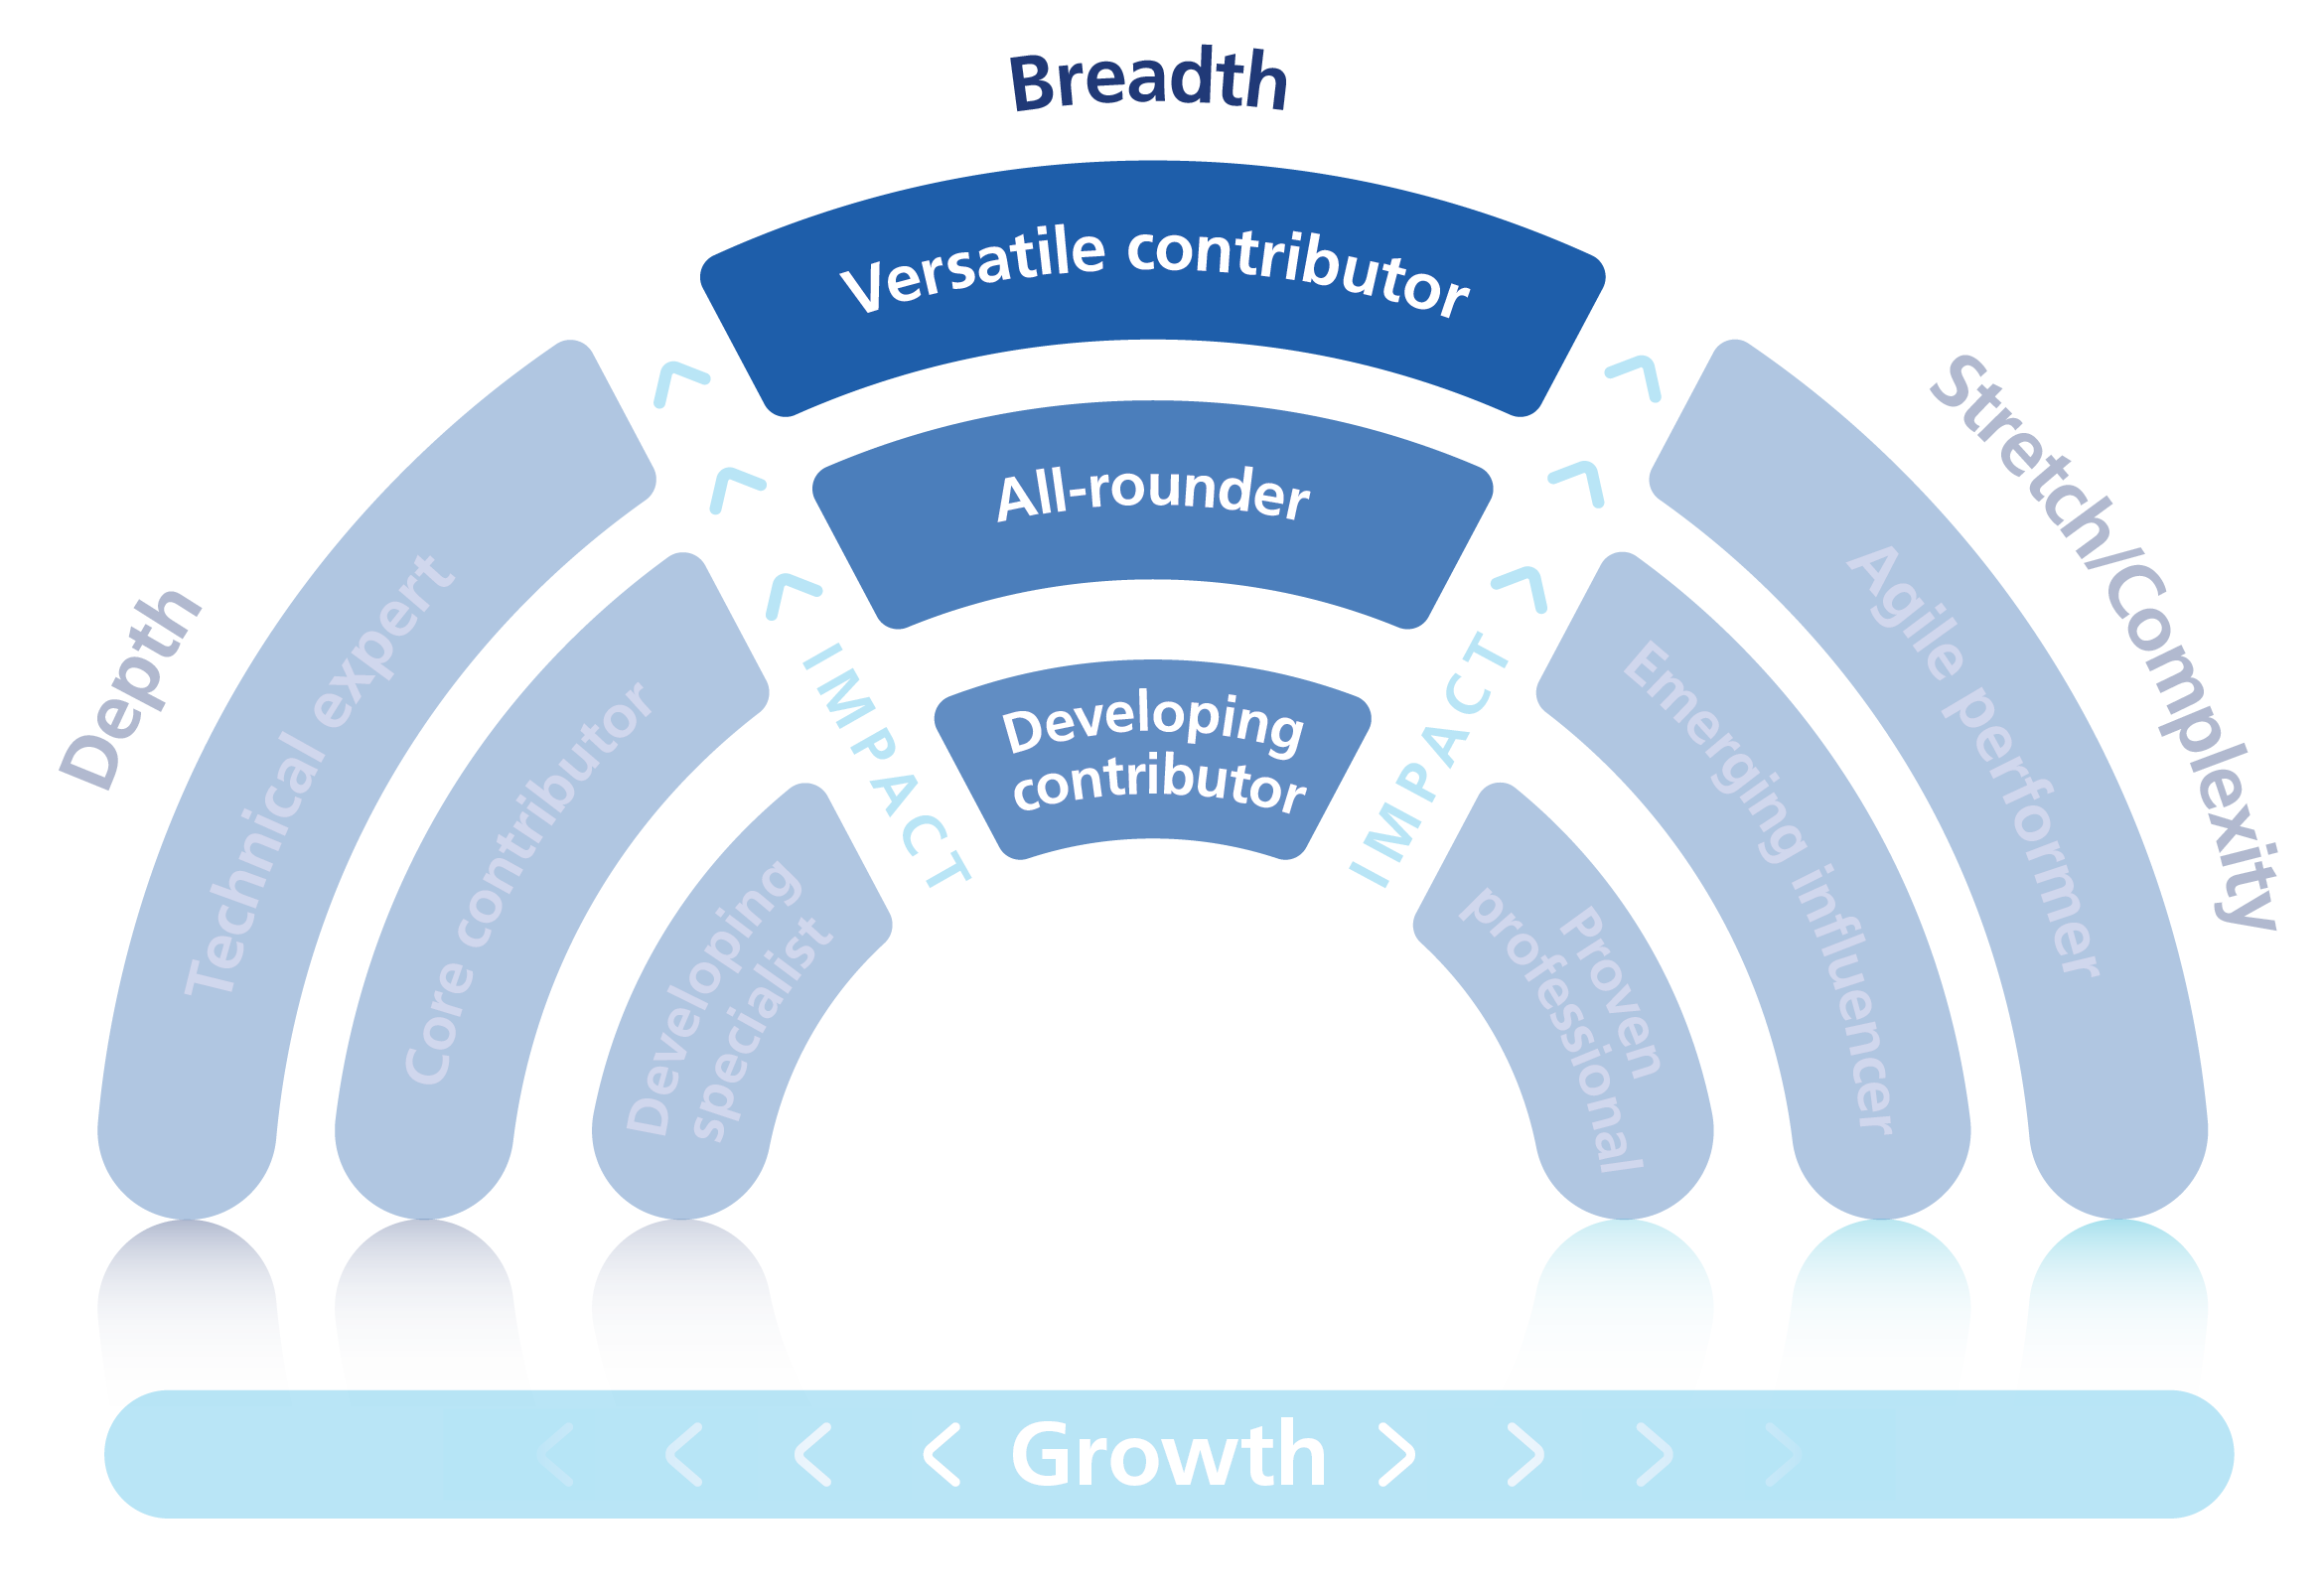 Breadth
Versatile contributor
All-rounder
Developing
contributor
Depth
Technical expert
Core contributor
Developing
specialist
IMPACT
IMPACT
Stretch/Complexity
Agile performer
Emerging influencer
Proven
professional
Growth